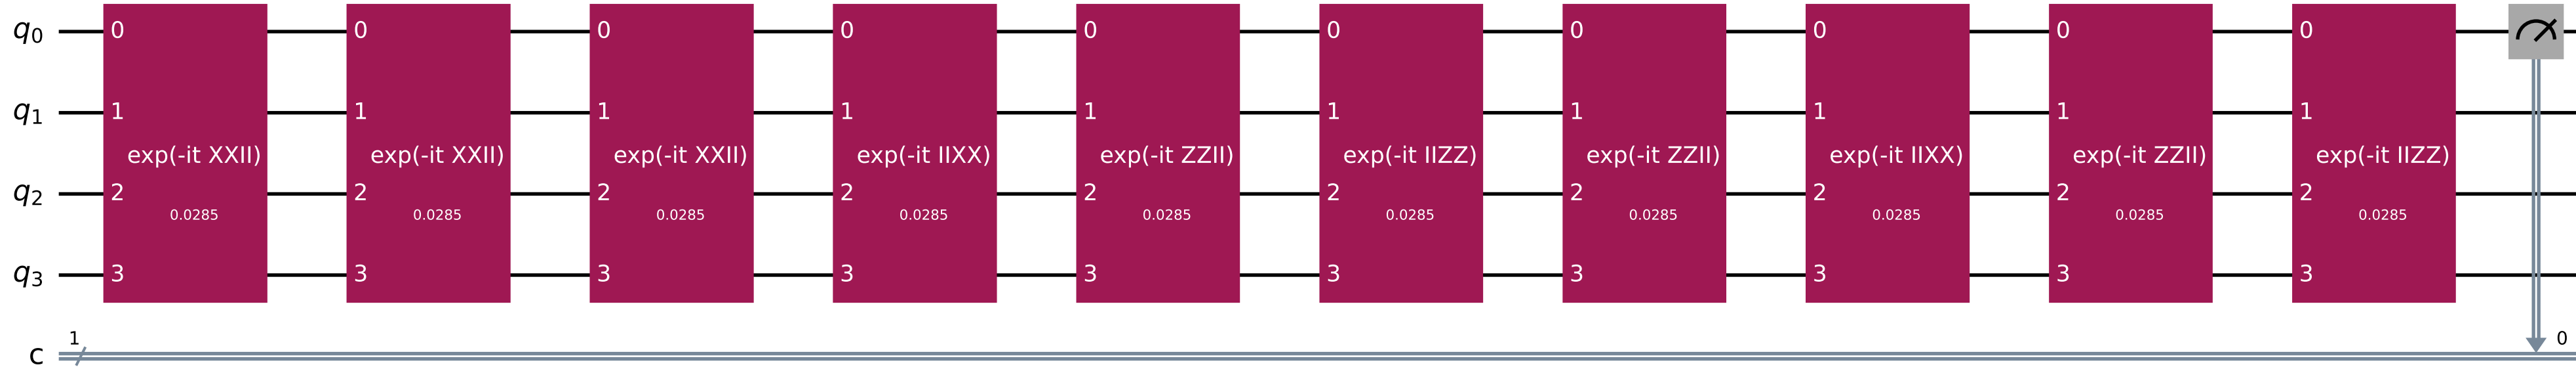 q0 0 0 0 0 0 0 0 0 0 0
q1 1 1 1 1 1 1 1 1 1 1
exp(-it XXII) exp(-it XXII) exp(-it XXII) exp(-it IIXX) exp(-it ZZII) exp(-it IIZZ) exp(-it ZZII) exp(-it IIXX) exp(-it ZZII) exp(-it IIZZ)
q2 2 2 2 2 2 2 2 2 2 2
0.0285 0.0285 0.0285 0.0285 0.0285 0.0285 0.0285 0.0285 0.0285 0.0285
q3 3 3 3 3 3 3 3 3 3 3
1 0
c